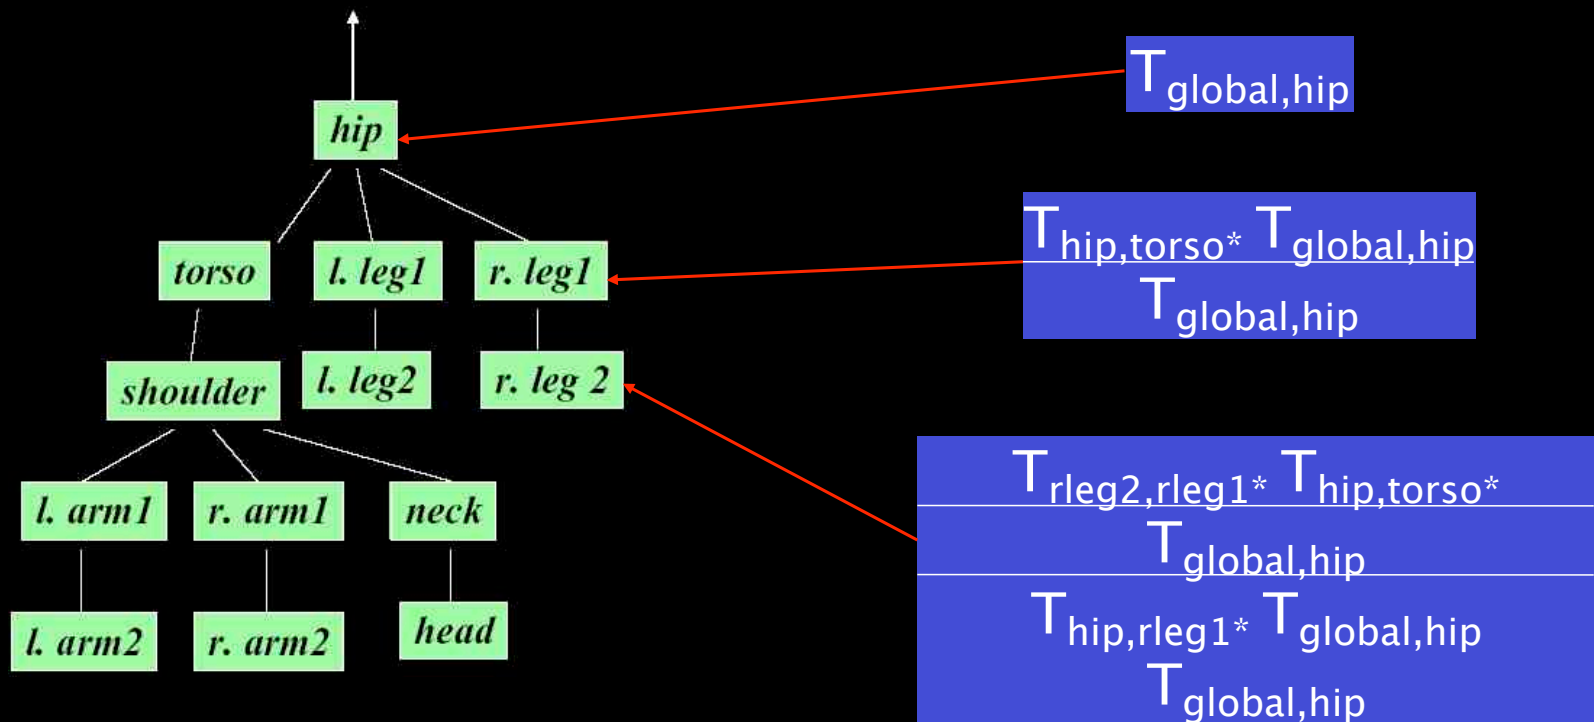 hip
torso
l. leg1
r. leg1
shoulder
l. leg2
r. leg 2
l. arm1
r. arm1
neck
l. arm2
r. arm2
head
Tglobal,hip
Thip,torso* Tglobal,hip
Tglobal,hip
Trleg2,rleg1* Thip,torso*
Tglobal,hip
Thip,rleg1* Tglobal,hip
Tglobal,hip